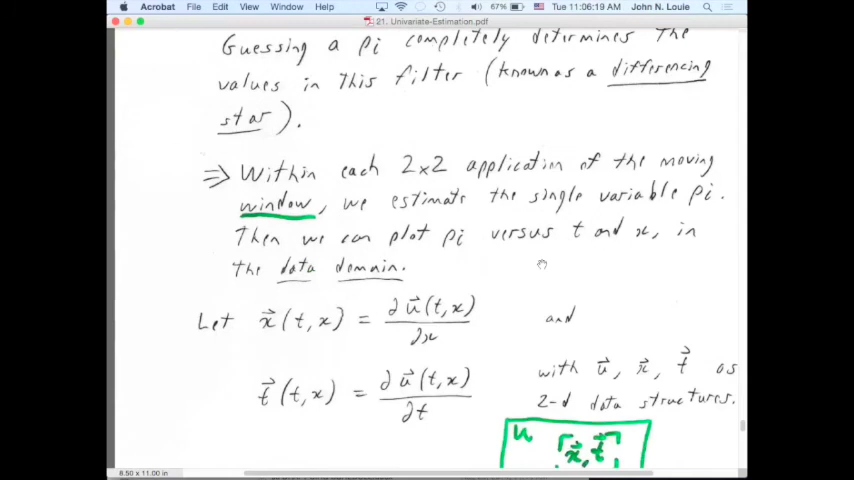 Acrobat File Edit View Window Help 67% Tue Nov 11:06:19 AM John N. Louie
21. Univariate-Estimation.pdf
Guessing a pi completely determines the
values in this filter (known as a differencing
star).
⇒ Within each 2x2 application of the moving
window, we estimate the single variable pi.
Then we can plot pi versus t and x, in
the data domain.
Let x⃗(t,x) = ∂u⃗(t,x)/∂x and
t⃗(t,x) = ∂u⃗(t,x)/∂t with u⃗, x⃗, t⃗ as
2-d data structures.
u [x⃗, t⃗]
8.50 x 11.00 in